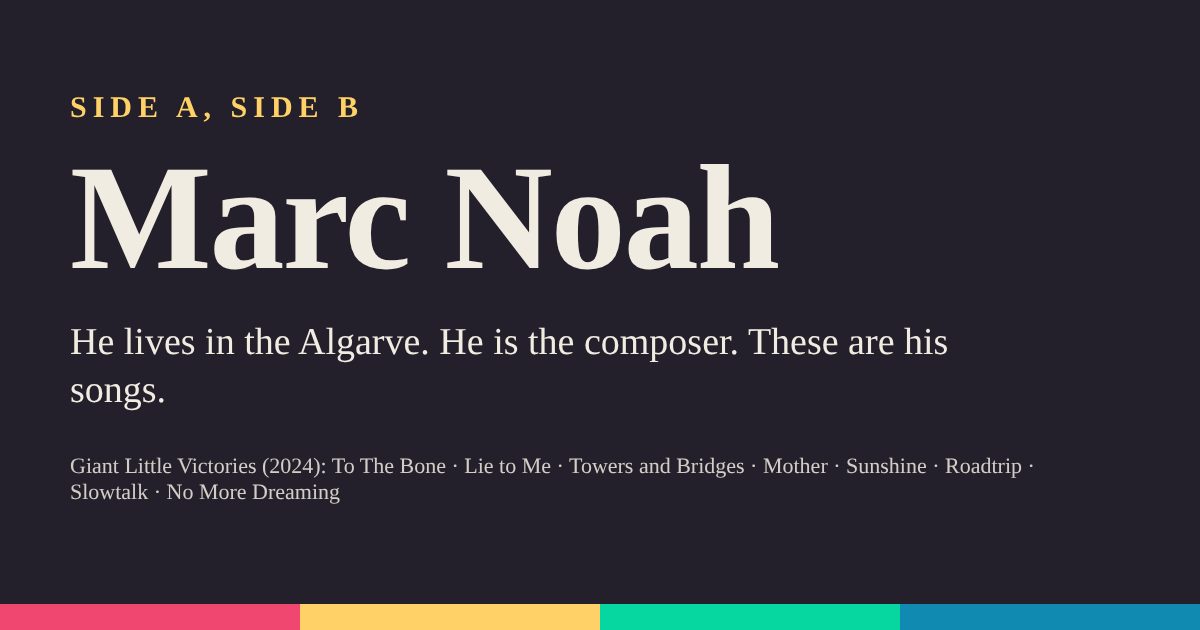 SIDE A, SIDE B
Marc Noah
He lives in the Algarve. He is the composer. These are his
songs.
Giant Little Victories (2024): To The Bone · Lie to Me · Towers and Bridges · Mother · Sunshine · Roadtrip ·
Slowtalk · No More Dreaming